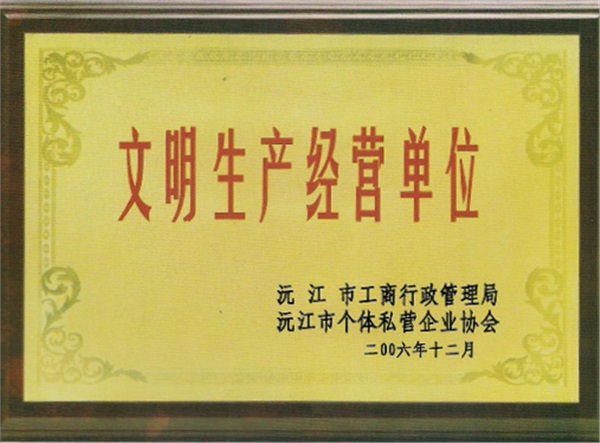 文明生产经营单位
沅江市工商行政管理局
沅江市个体私营企业协会
二00六年十二月